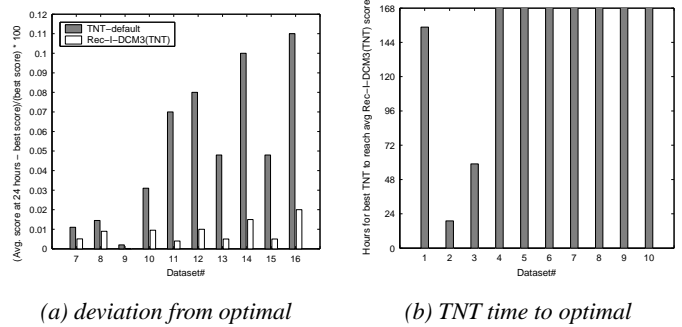 (Avg. score at 24 hours − best score)/(best score) * 100
0.12
0.11
0.1
0.09
0.08
0.07
0.06
0.05
0.04
0.03
0.02
0.01
0
TNT−default
Rec−I−DCM3(TNT)
7 8 9 10 11 12 13 14 15 16
Dataset#
(a) deviation from optimal
Hours for best TNT to reach avg Rec−I−DCM3(TNT) score
168
144
120
96
72
48
24
0
1 2 3 4 5 6 7 8 9 10
Dataset#
(b) TNT time to optimal